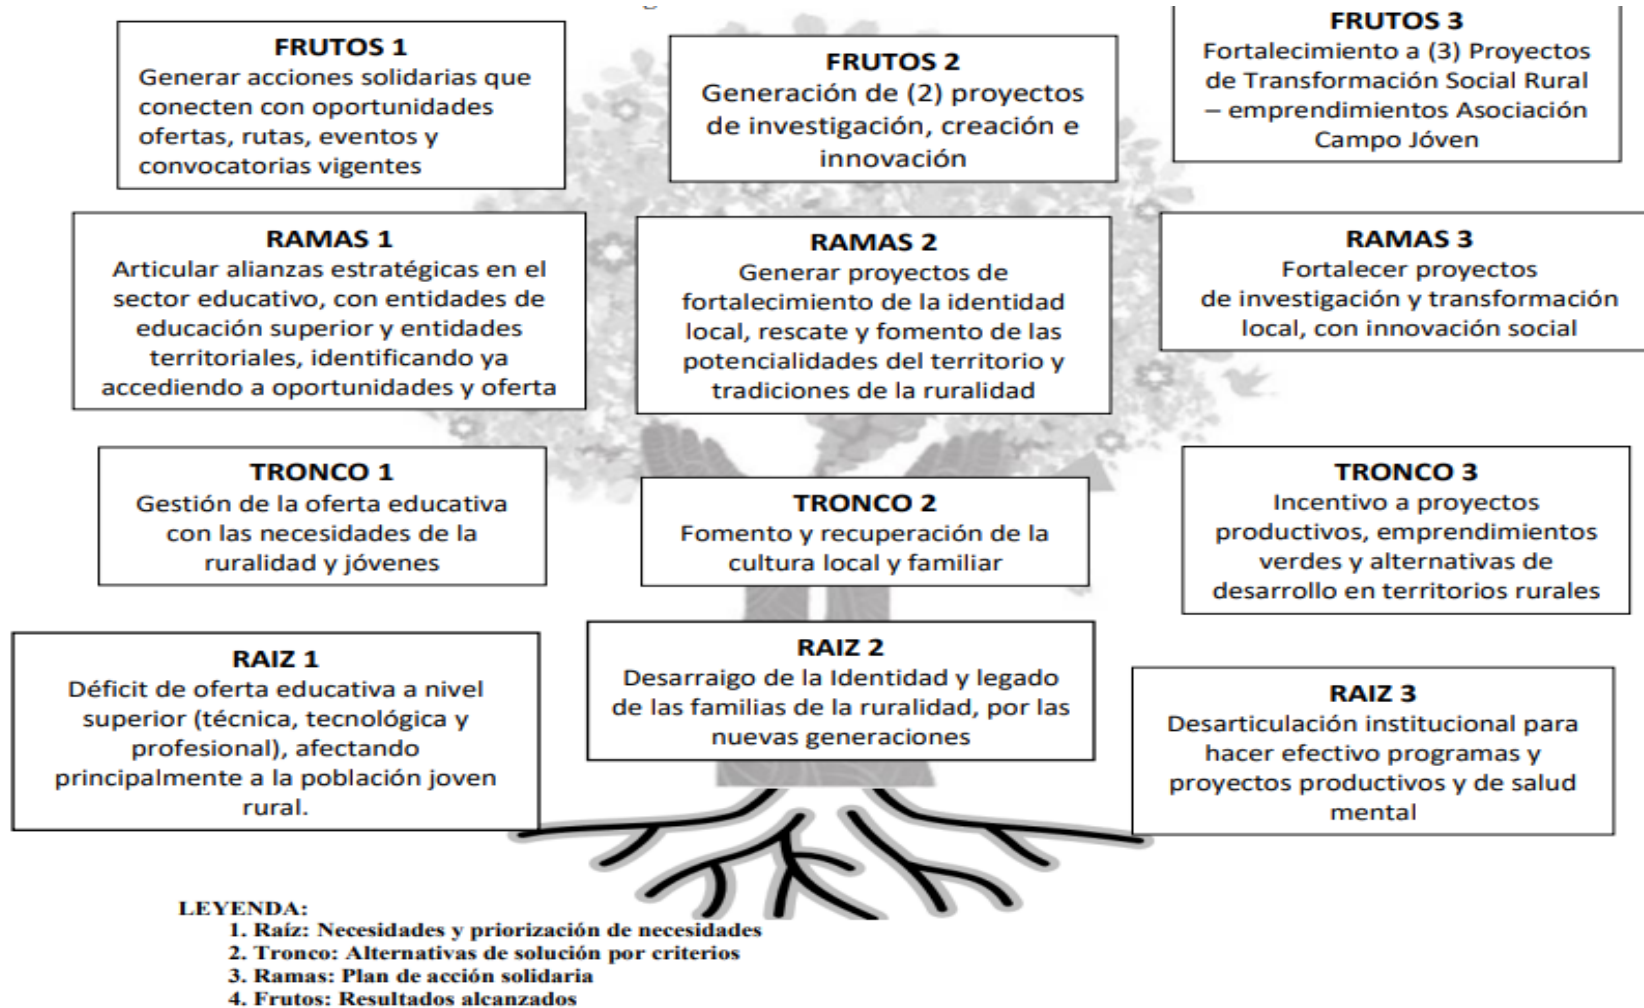 FRUTOS 1
Generar acciones solidarias que
conecten con oportunidades
ofertas, rutas, eventos y
convocatorias vigentes
FRUTOS 2
Generación de (2) proyectos
de investigación, creación e
innovación
FRUTOS 3
Fortalecimiento a (3) Proyectos
de Transformación Social Rural
– emprendimientos Asociación
Campo Jóven
RAMAS 1
Articular alianzas estratégicas en el
sector educativo, con entidades de
educación superior y entidades
territoriales, identificando ya
accediendo a oportunidades y oferta
RAMAS 2
Generar proyectos de
fortalecimiento de la identidad
local, rescate y fomento de las
potencialidades del territorio y
tradiciones de la ruralidad
RAMAS 3
Fortalecer proyectos
de investigación y transformación
local, con innovación social
TRONCO 1
Gestión de la oferta educativa
con las necesidades de la
ruralidad y jóvenes
TRONCO 2
Fomento y recuperación de la
cultura local y familiar
TRONCO 3
Incentivo a proyectos
productivos, emprendimientos
verdes y alternativas de
desarrollo en territorios rurales
RAIZ 1
Déficit de oferta educativa a nivel
superior (técnica, tecnológica y
profesional), afectando
principalmente a la población joven
rural.
RAIZ 2
Desarraigo de la Identidad y legado
de las familias de la ruralidad, por las
nuevas generaciones
RAIZ 3
Desarticulación institucional para
hacer efectivo programas y
proyectos productivos y de salud
mental
LEYENDA:
1. Raíz: Necesidades y priorización de necesidades
2. Tronco: Alternativas de solución por criterios
3. Ramas: Plan de acción solidaria
4. Frutos: Resultados alcanzados